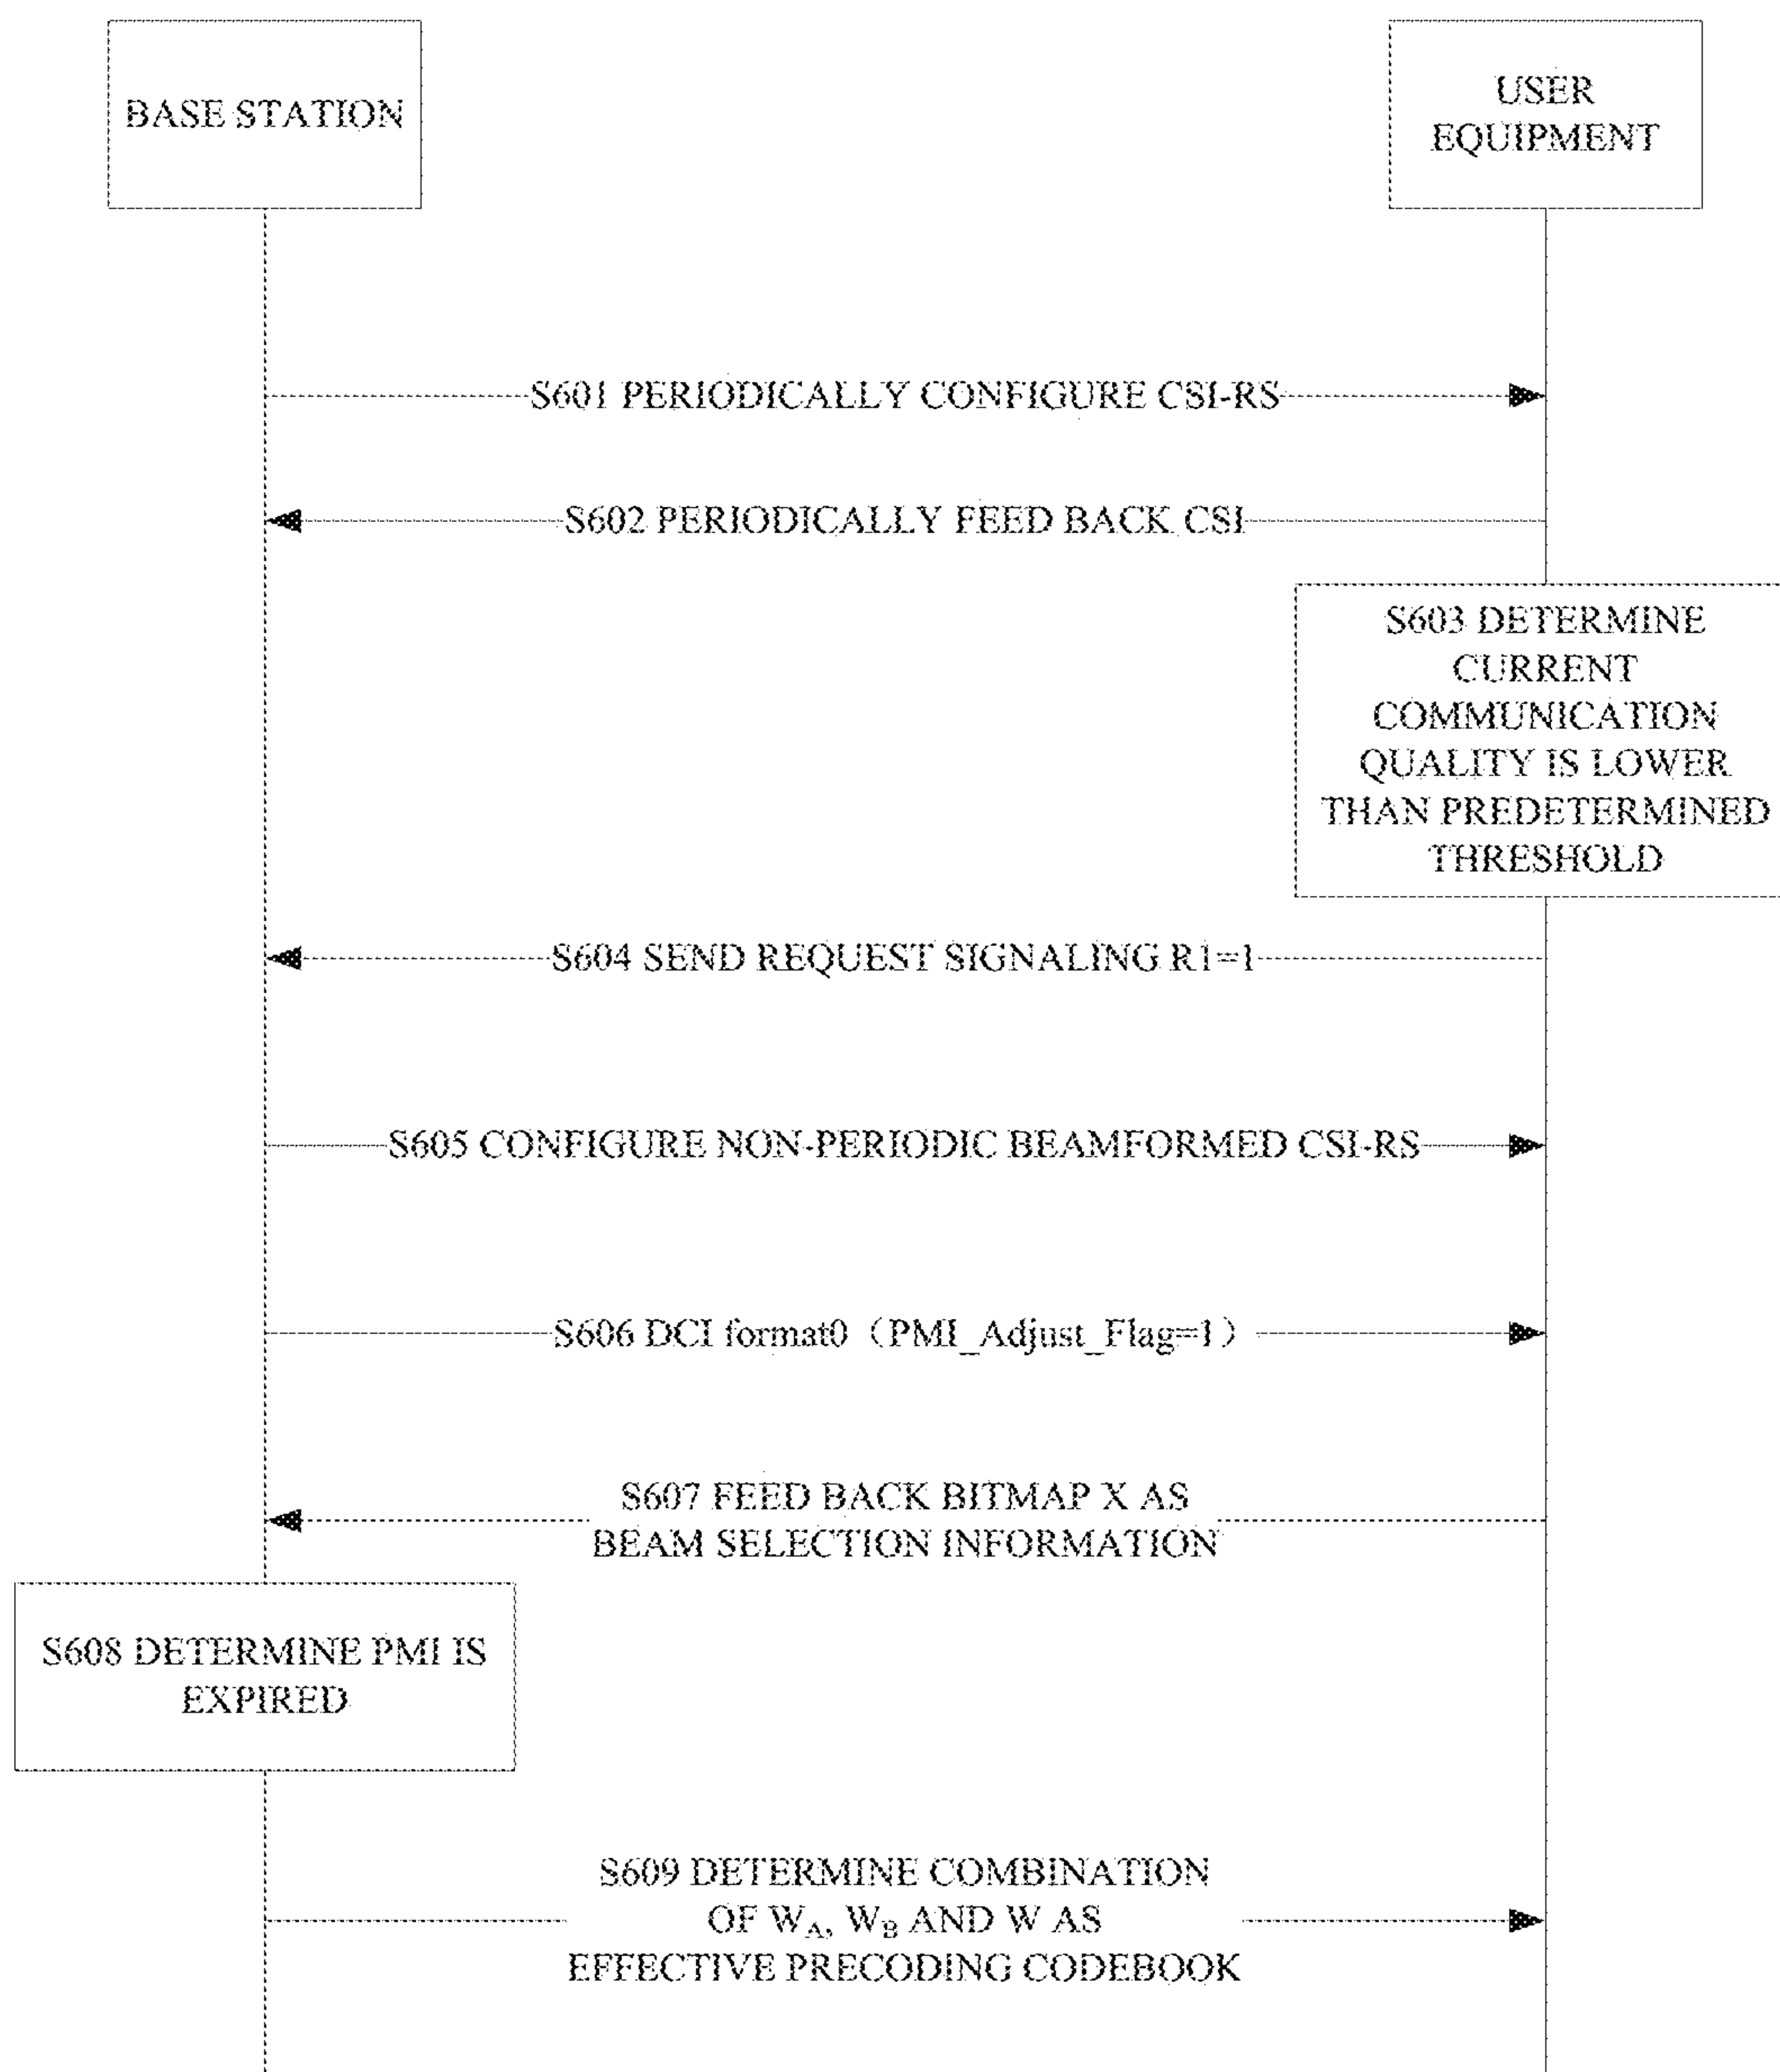 BASE STATION
USER
EQUIPMENT
S601 PERIODICALLY CONFIGURE CSI-RS
S602 PERIODICALLY FEED BACK CSI
S603 DETERMINE
CURRENT
COMMUNICATION
QUALITY IS LOWER
THAN PREDETERMINED
THRESHOLD
S604 SEND REQUEST SIGNALING R1=1
S605 CONFIGURE NON-PERIODIC BEAMFORMED CSI-RS
S606 DCI format0（PMI_Adjust_Flag=1）
S607 FEED BACK BITMAP X AS
BEAM SELECTION INFORMATION
S608 DETERMINE PMI IS
EXPIRED
S609 DETERMINE COMBINATION
OF W_A, W_B AND W AS
EFFECTIVE PRECODING CODEBOOK